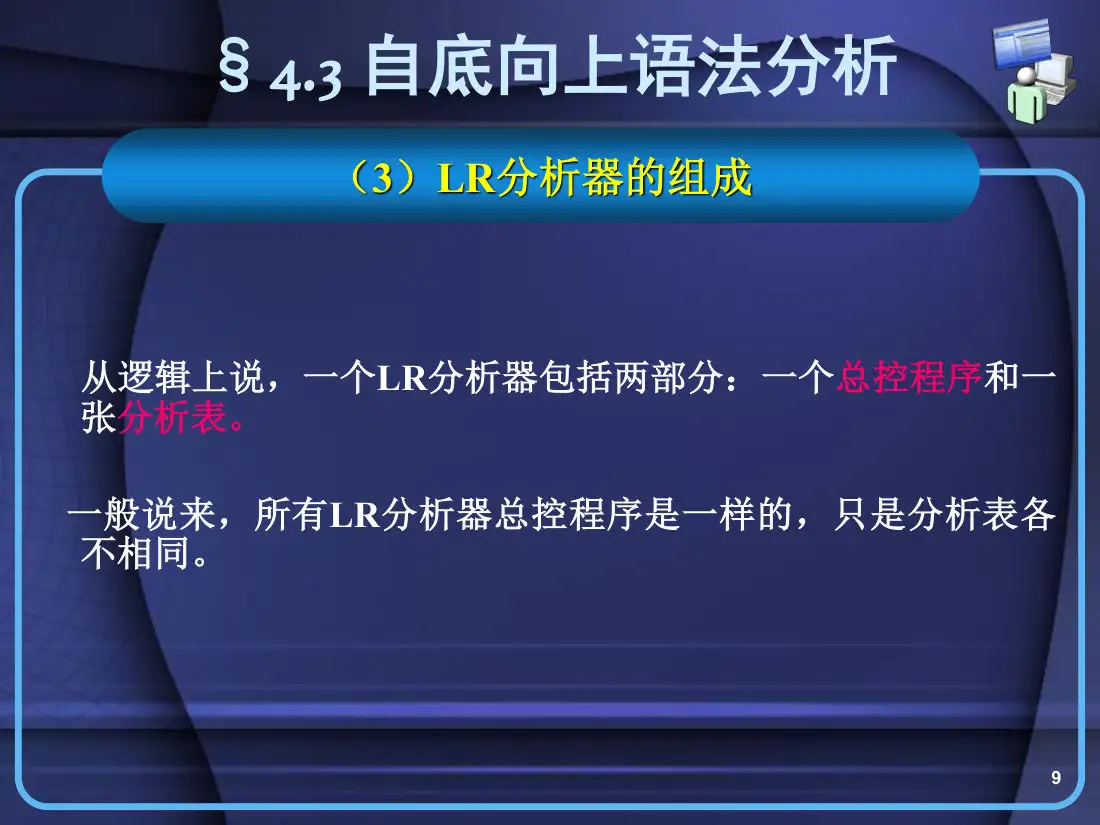 §4.3 自底向上语法分析
（3）LR分析器的组成
从逻辑上说，一个LR分析器包括两部分：一个总控程序和一
张分析表。
一般说来，所有LR分析器总控程序是一样的，只是分析表各
不相同。
9